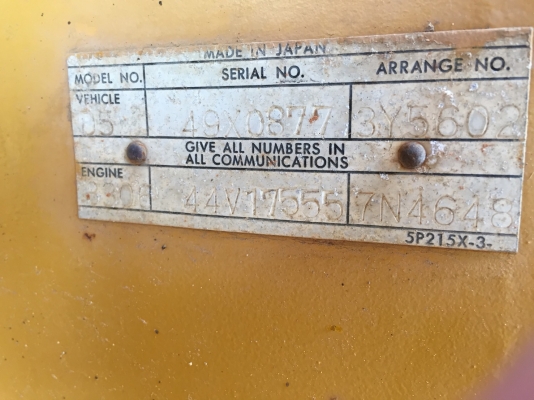 MADE IN JAPAN
MODEL NO. SERIAL NO. ARRANGE NO.
VEHICLE
49X0877 3Y5602
GIVE ALL NUMBERS IN
ALL COMMUNICATIONS
ENGINE
44V17555 7N4648
5P215X-3-